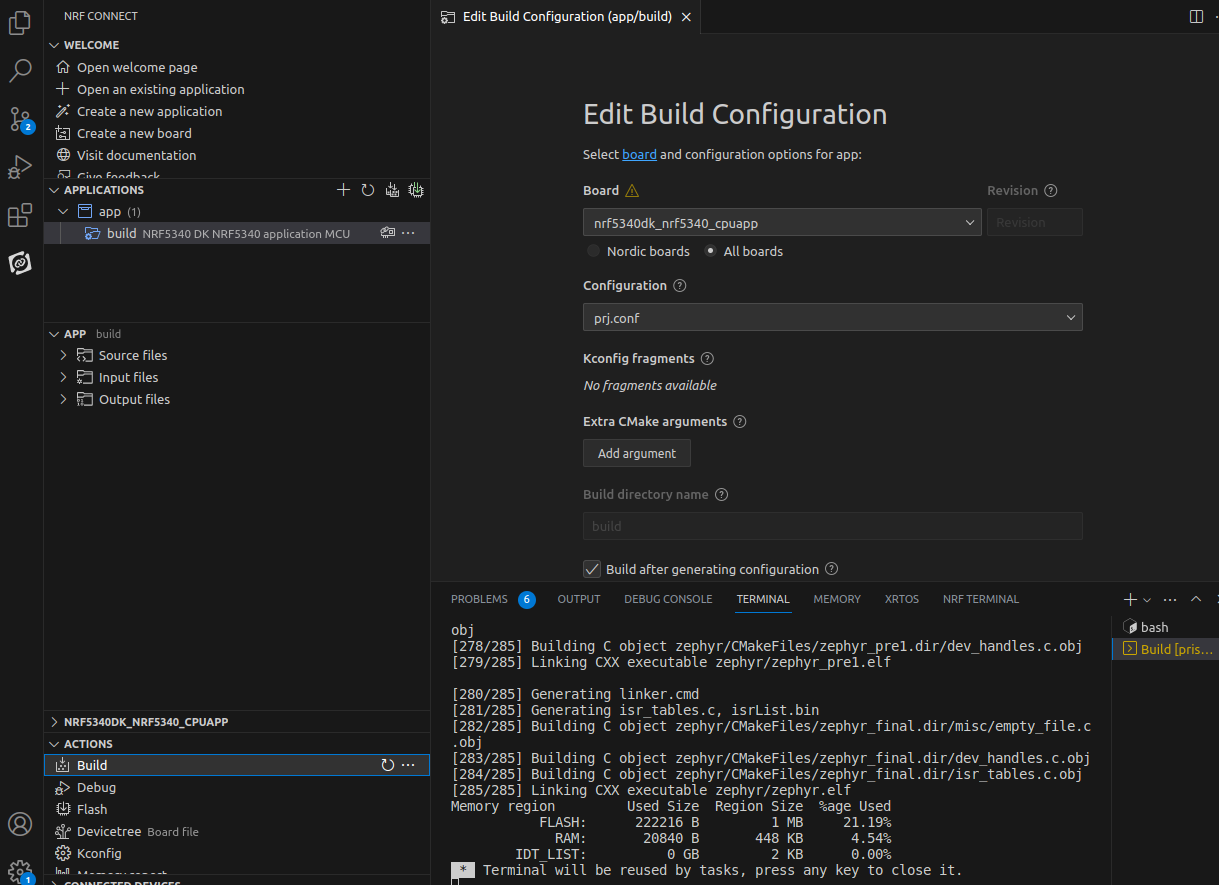 NRF CONNECT
WELCOME
Open welcome page
Open an existing application
Create a new application
Create a new board
Visit documentation
Give feedback
APPLICATIONS
app (1)
build NRF5340 DK NRF5340 application MCU
APP build
Source files
Input files
Output files
NRF5340DK_NRF5340_CPUAPP
ACTIONS
Build
Debug
Flash
Devicetree Board file
Kconfig
Memory report
CONNECTED DEVICES
2
1
Edit Build Configuration (app/build)
Edit Build Configuration
Select board and configuration options for app:
Board Revision
nrf5340dk_nrf5340_cpuapp Revision
Nordic boards All boards
Configuration
prj.conf
Kconfig fragments
No fragments available
Extra CMake arguments
Add argument
Build directory name
build
Build after generating configuration
PROBLEMS 6 OUTPUT DEBUG CONSOLE TERMINAL MEMORY XRTOS NRF TERMINAL
bash
Build [pris...
obj
[278/285] Building C object zephyr/CMakeFiles/zephyr_pre1.dir/dev_handles.c.obj
[279/285] Linking CXX executable zephyr/zephyr_pre1.elf
[280/285] Generating linker.cmd
[281/285] Generating isr_tables.c, isrList.bin
[282/285] Building C object zephyr/CMakeFiles/zephyr_final.dir/misc/empty_file.c
.obj
[283/285] Building C object zephyr/CMakeFiles/zephyr_final.dir/dev_handles.c.obj
[284/285] Building C object zephyr/CMakeFiles/zephyr_final.dir/isr_tables.c.obj
[285/285] Linking CXX executable zephyr/zephyr.elf
Memory region Used Size Region Size %age Used
FLASH: 222216 B 1 MB 21.19%
RAM: 20840 B 448 KB 4.54%
IDT_LIST: 0 GB 2 KB 0.00%
* Terminal will be reused by tasks, press any key to close it.